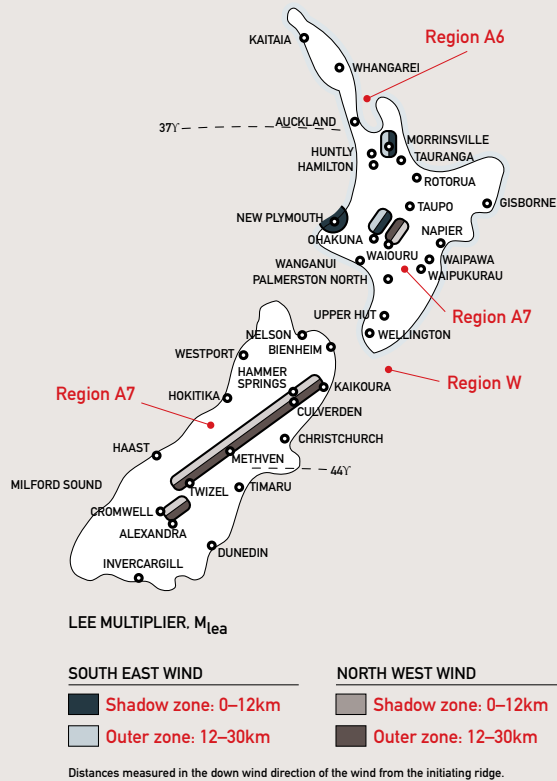 KAITAIA
Region A6
WHANGAREI
AUCKLAND
37ϒ
MORRINSVILLE
HUNTLY
TAURANGA
HAMILTON
ROTORUA
TAUPO
GISBORNE
NEW PLYMOUTH
OHAKUNA
NAPIER
WAIOURU
WANGANUI
WAIPAWA
WAIPUKURAU
PALMERSTON NORTH
UPPER HUT
Region A7
NELSON
WELLINGTON
BIENHEIM
WESTPORT
HAMMER
SPRINGS
Region W
Region A7
KAIKOURA
HOKITIKA
CULVERDEN
CHRISTCHURCH
HAAST
METHVEN
44ϒ
MILFORD SOUND
TWIZEL
TIMARU
CROMWELL
ALEXANDRA
DUNEDIN
INVERCARGILL
LEE MULTIPLIER, Mlea
SOUTH EAST WIND
Shadow zone: 0–12km
Outer zone: 12–30km
NORTH WEST WIND
Shadow zone: 0–12km
Outer zone: 12–30km
Distances measured in the down wind direction of the wind from the initiating ridge.